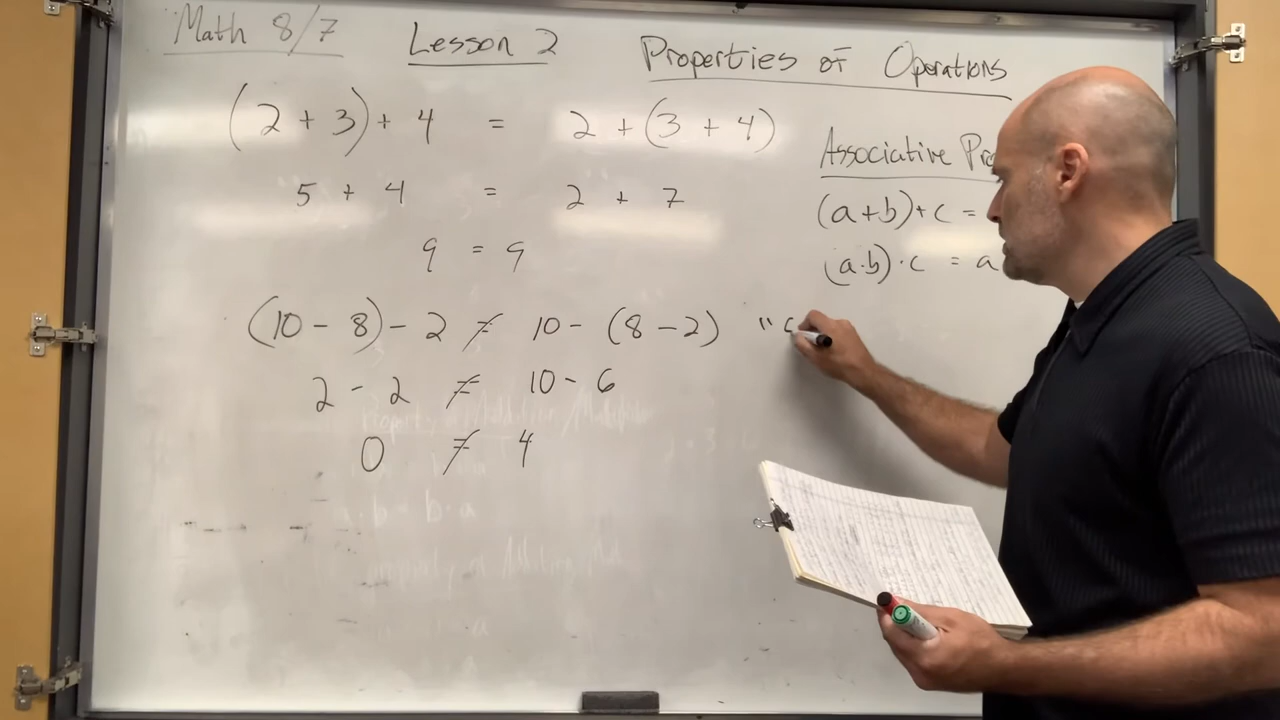 Math 8/7 Lesson 2 Properties of Operations
(2 + 3) + 4 = 2 + (3 + 4)
5 + 4 = 2 + 7
9 = 9
Associative
(a+b)+c =
(a·b)·c = a
(10 - 8) - 2 ≠ 10 - (8 - 2) "c
2 - 2 ≠ 10 - 6
0 ≠ 4